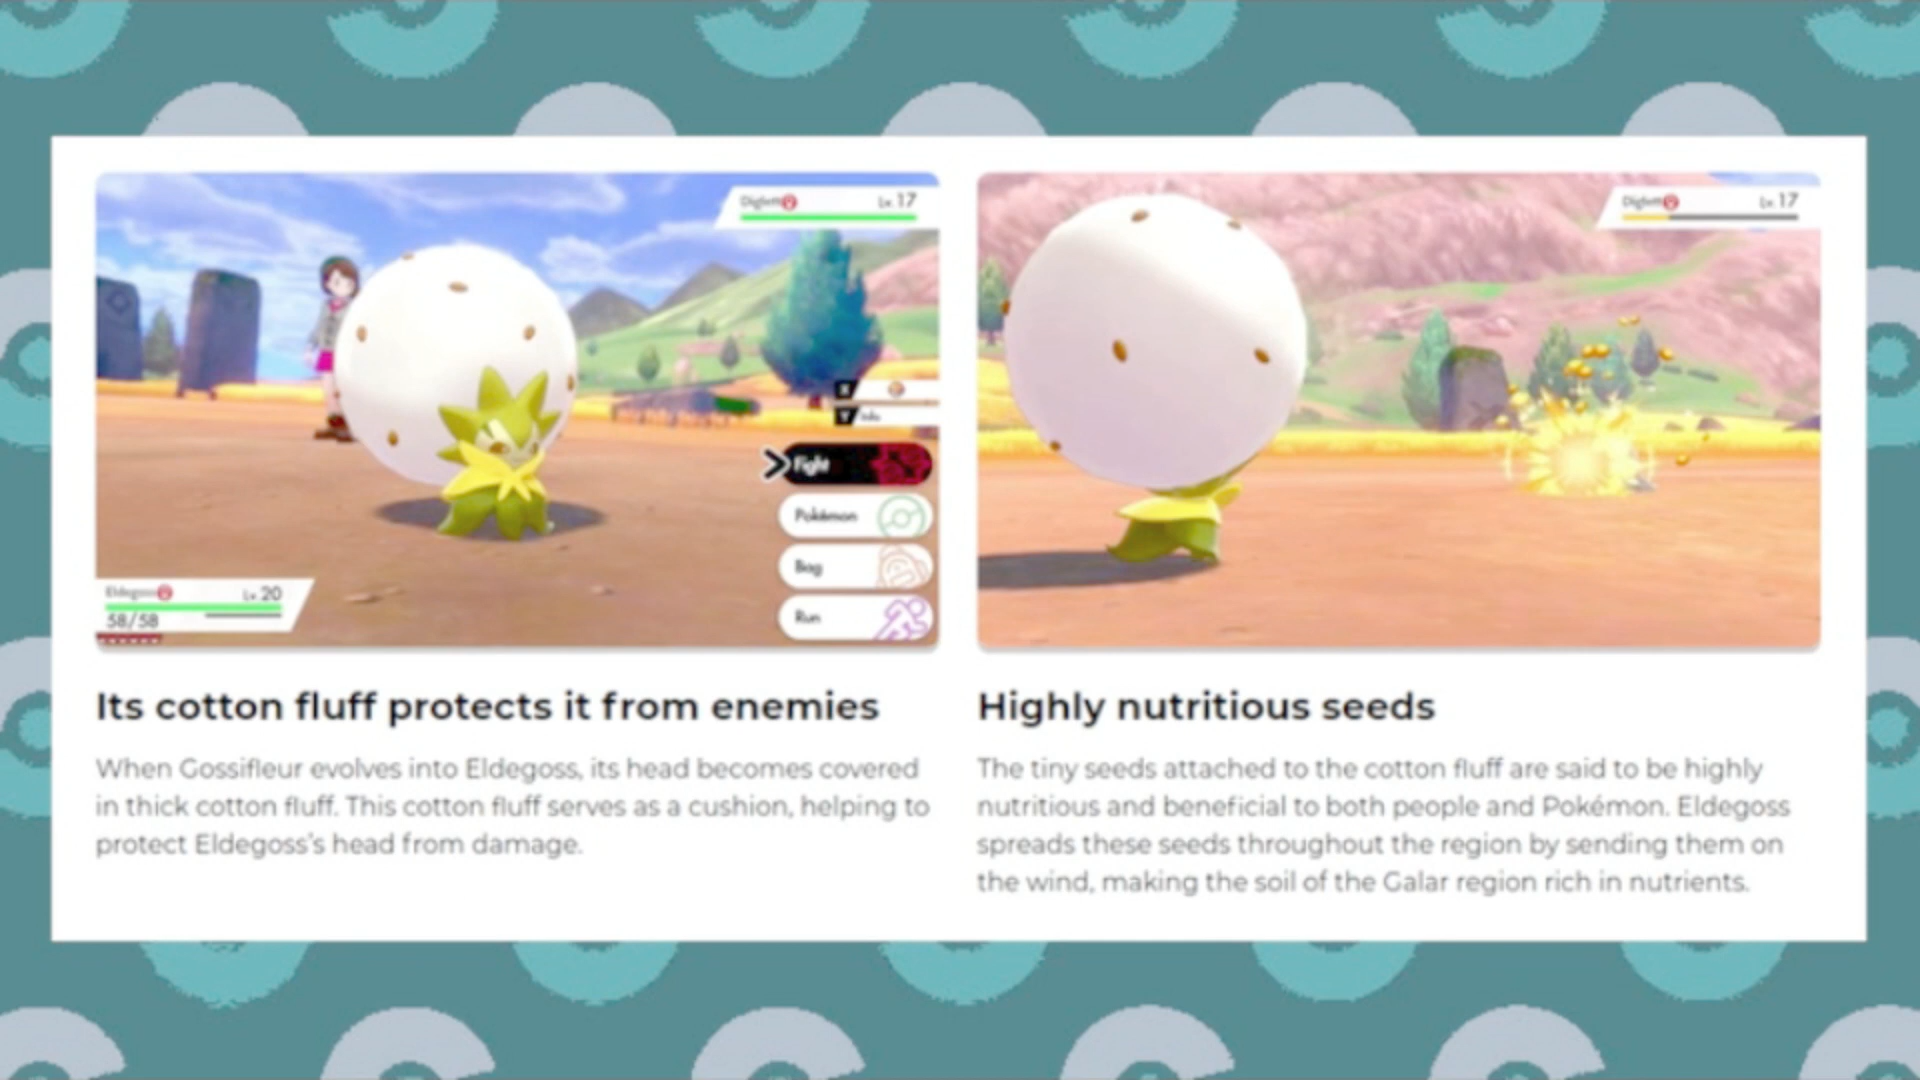 Diglett Lv. 17
Diglett Lv. 17
X
Y Info
Fight
Pokémon
Bag
Run
Eldegoss Lv. 20
58/58
Its cotton fluff protects it from enemies
When Gossifleur evolves into Eldegoss, its head becomes covered
in thick cotton fluff. This cotton fluff serves as a cushion, helping to
protect Eldegoss's head from damage.
Highly nutritious seeds
The tiny seeds attached to the cotton fluff are said to be highly
nutritious and beneficial to both people and Pokémon. Eldegoss
spreads these seeds throughout the region by sending them on
the wind, making the soil of the Galar region rich in nutrients.